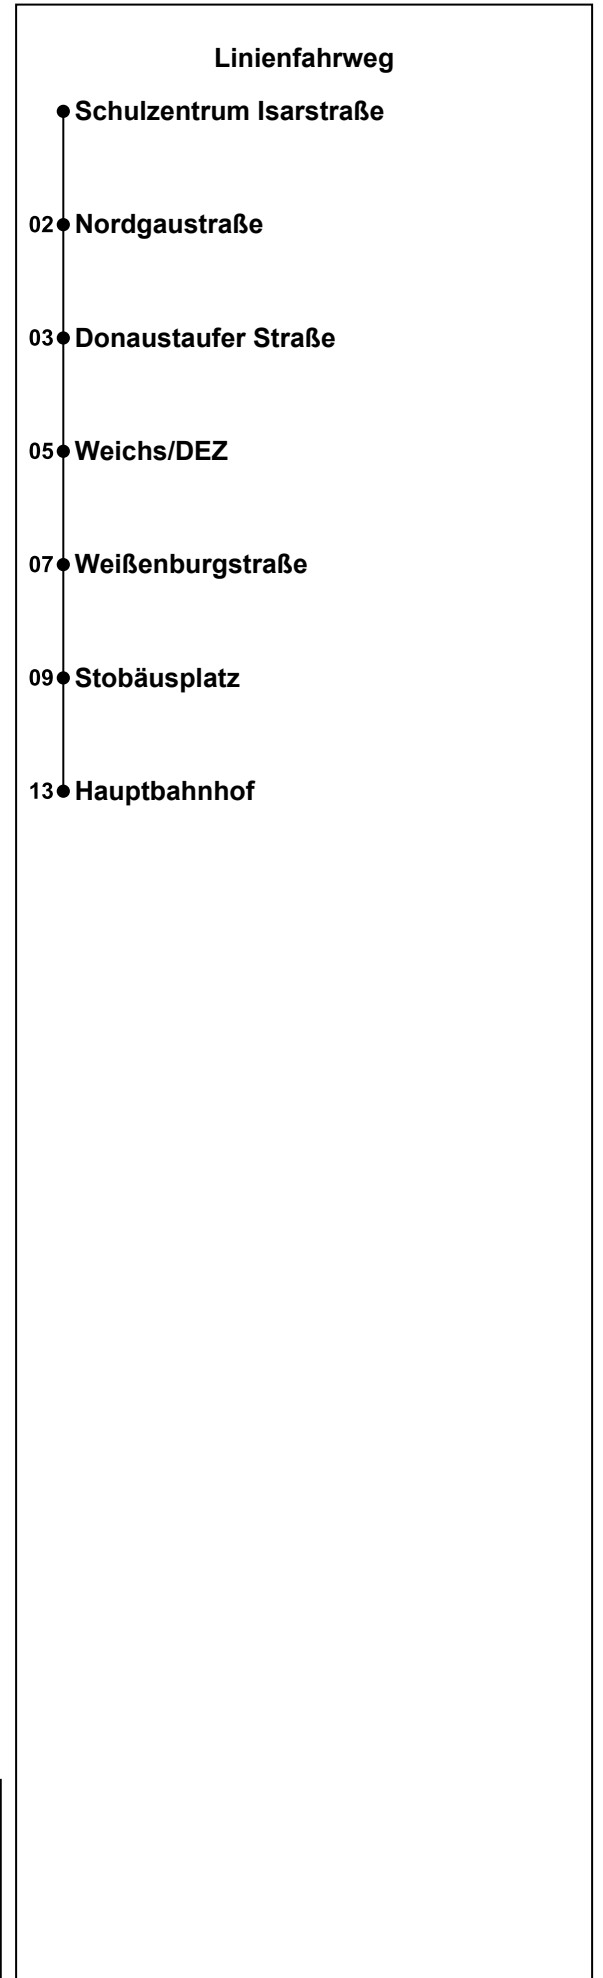 Linienfahrweg
Schulzentrum Isarstraße
02 Nordgaustraße
03 Donaustaufer Straße
05 Weichs/DEZ
07 Weißenburgstraße
09 Stobäusplatz
13 Hauptbahnhof